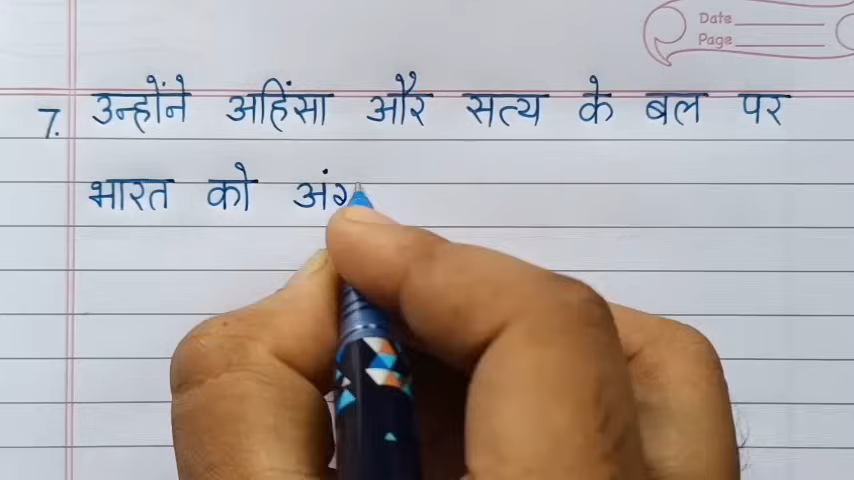 Date
Page
7. उन्होंने अहिंसा और सत्य के बल पर
भारत को